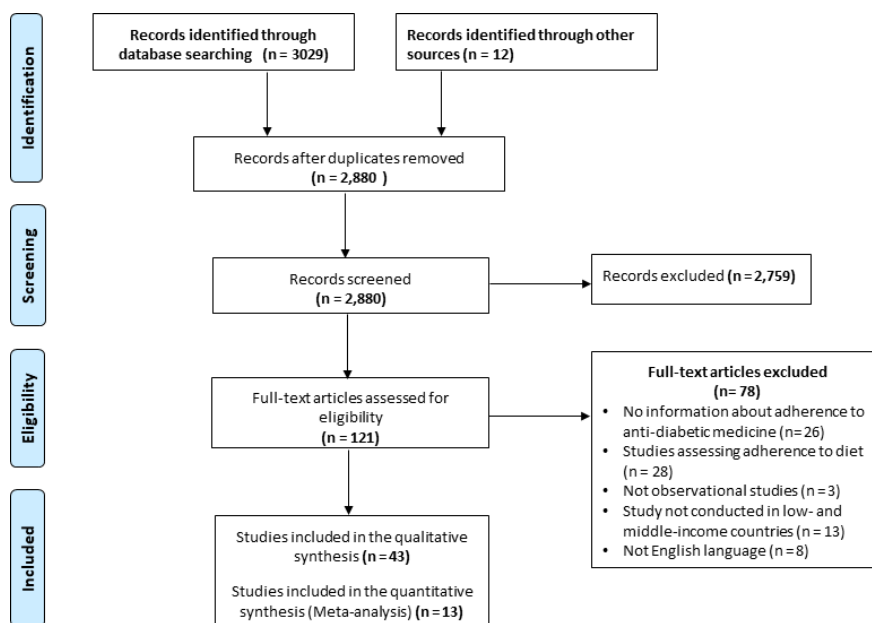 Identification
Records identified through
database searching (n = 3029)
Records identified through other
sources (n = 12)
Records after duplicates removed
(n = 2,880 )
Screening
Records screened
(n = 2,880)
Records excluded (n = 2,759)
Eligibility
Full-text articles assessed for
eligibility
(n = 121)
Full-text articles excluded
(n= 78)
• No information about adherence to
anti-diabetic medicine (n= 26)
• Studies assessing adherence to diet
(n = 28)
• Not observational studies (n = 3)
• Study not conducted in low- and
middle-income countries (n = 13)
• Not English language (n = 8)
Included
Studies included in the qualitative
synthesis (n = 43)
Studies included in the quantitative
synthesis (Meta-analysis) (n = 13)